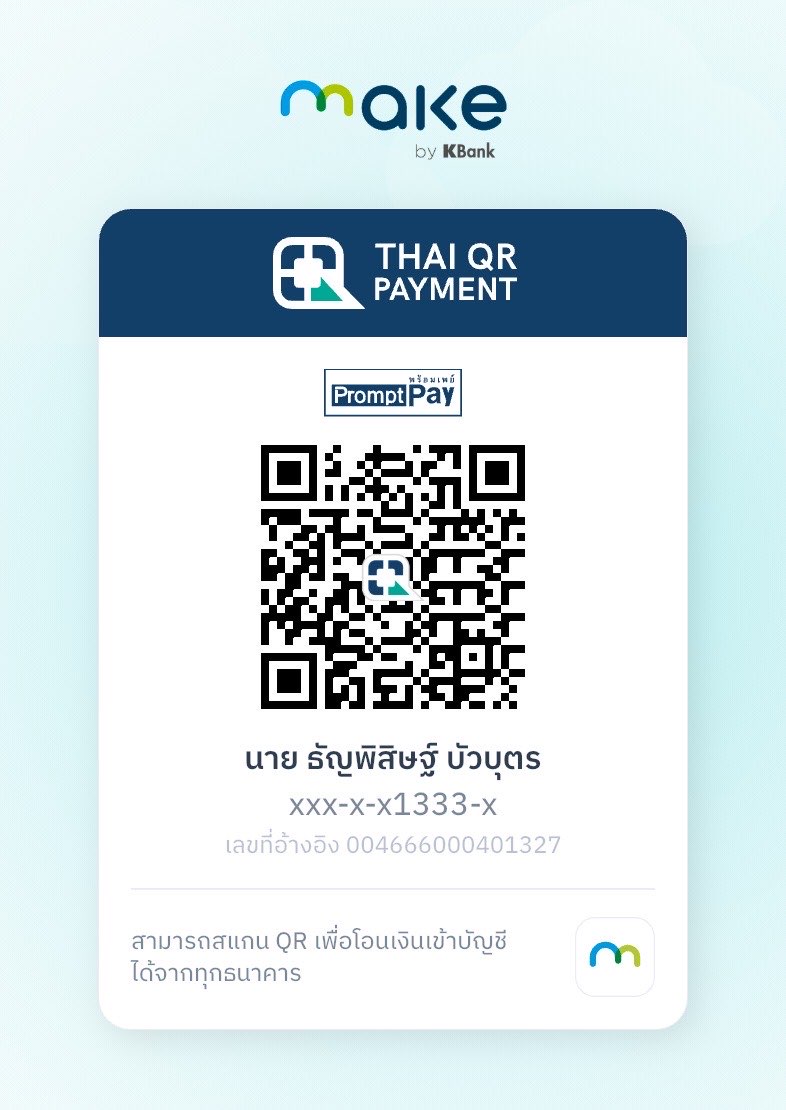 make
by KBank
THAI QR
PAYMENT
พร้อมเพย์
PromptPay
นาย ธัญพิสิษฐ์ บัวบุตร
xxx-x-x1333-x
เลขที่อ้างอิง 004666000401327
สามารถสแกน QR เพื่อโอนเงินเข้าบัญชี
ได้จากทุกธนาคาร